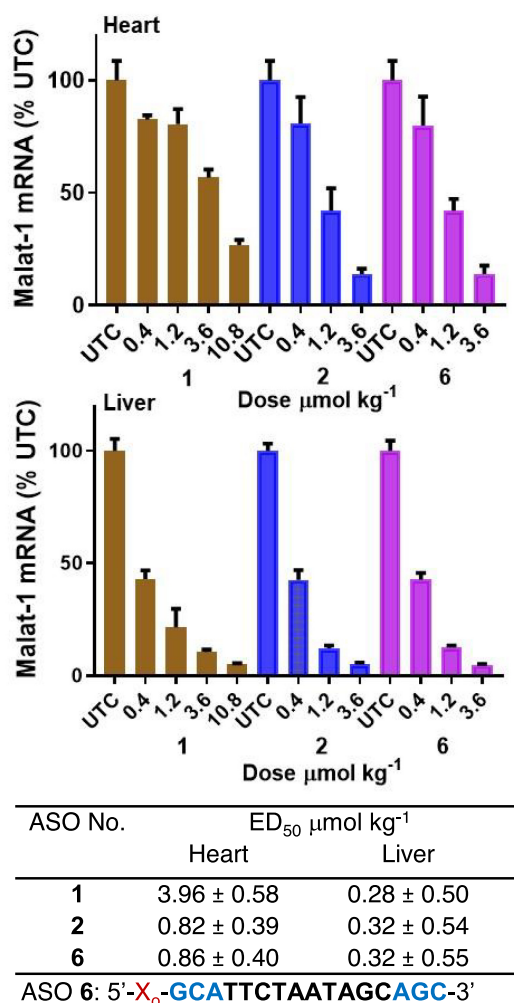 Heart
Malat-1 mRNA (% UTC)
100
50
0
UTC 0.4 1.2 3.6 10.8 UTC 0.4 1.2 3.6 UTC 0.4 1.2 3.6
1 2 6
Dose μmol kg⁻¹
Liver
Malat-1 mRNA (% UTC)
100
50
0
UTC 0.4 1.2 3.6 10.8 UTC 0.4 1.2 3.6 UTC 0.4 1.2 3.6
1 2 6
Dose μmol kg⁻¹
ASO No. ED₅₀ μmol kg⁻¹
Heart Liver
1 3.96 ± 0.58 0.28 ± 0.50
2 0.82 ± 0.39 0.32 ± 0.54
6 0.86 ± 0.40 0.32 ± 0.55
ASO 6: 5'-Xₒ-GCATTCTAATAGCAGC-3'